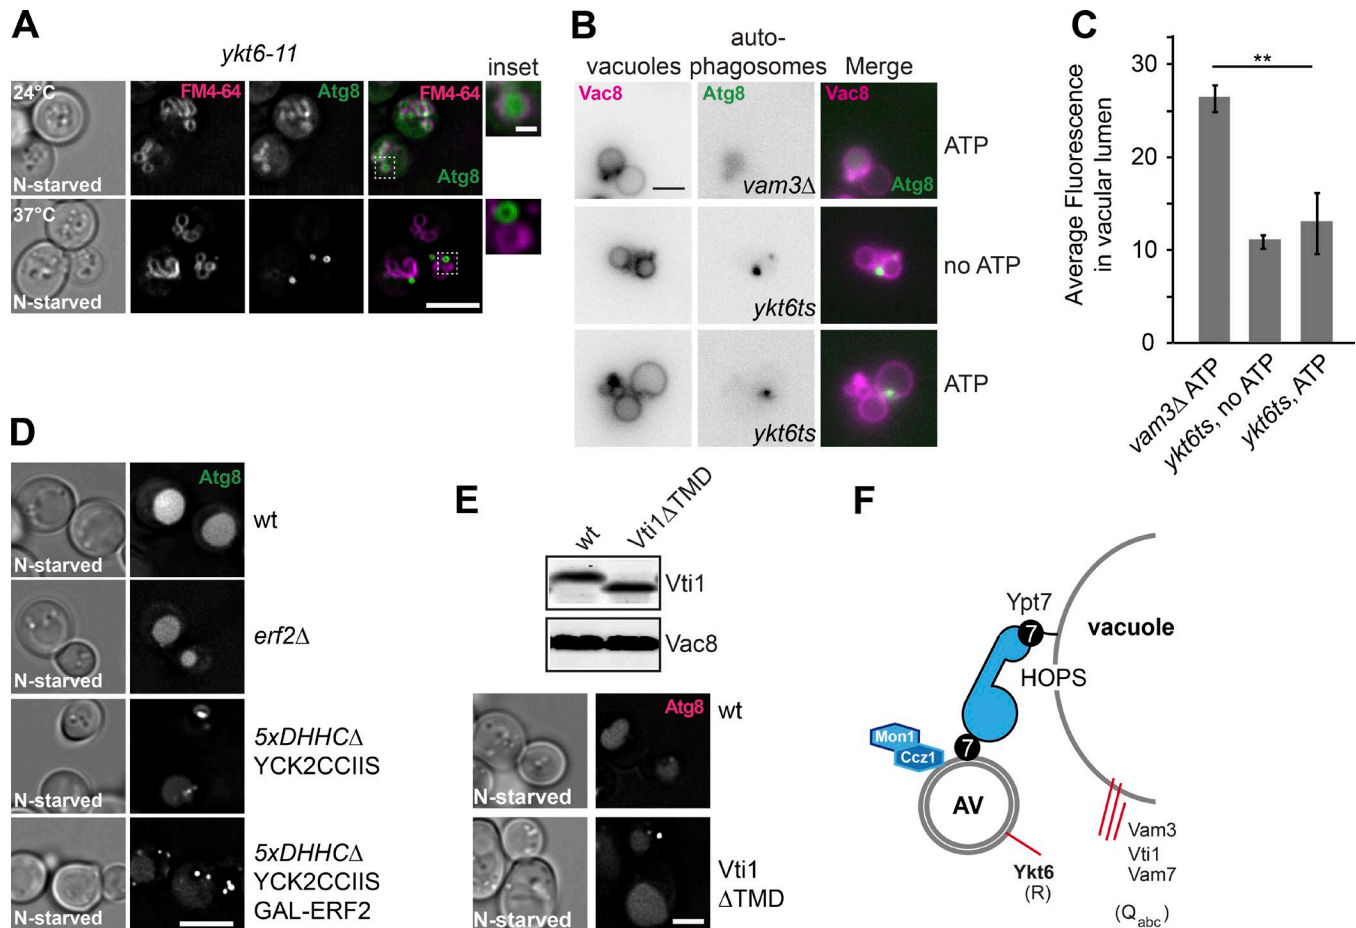 A
ykt6-11
inset
24°C
FM4-64
Atg8
FM4-64
N-starved
Atg8
37°C
N-starved
B
auto-
vacuoles phagosomes Merge
Vac8
Atg8
Vac8
ATP
vam3Δ
Atg8
no ATP
ykt6ts
ATP
ykt6ts
C
Average Fluorescence
in vacular lumen
30
20
10
0
**
vam3Δ ATP
ykt6ts, no ATP
ykt6ts, ATP
D
Atg8
wt
N-starved
erf2Δ
N-starved
5xDHHCΔ
YCK2CCIIS
N-starved
5xDHHCΔ
YCK2CCIIS
GAL-ERF2
N-starved
E
wt
Vti1ΔTMD
Vti1
Vac8
Atg8
wt
N-starved
Vti1
ΔTMD
N-starved
F
Ypt7
7
vacuole
HOPS
Mon1
Ccz1
7
AV
Ykt6
(R)
Vam3
Vti1
Vam7
(Qabc)